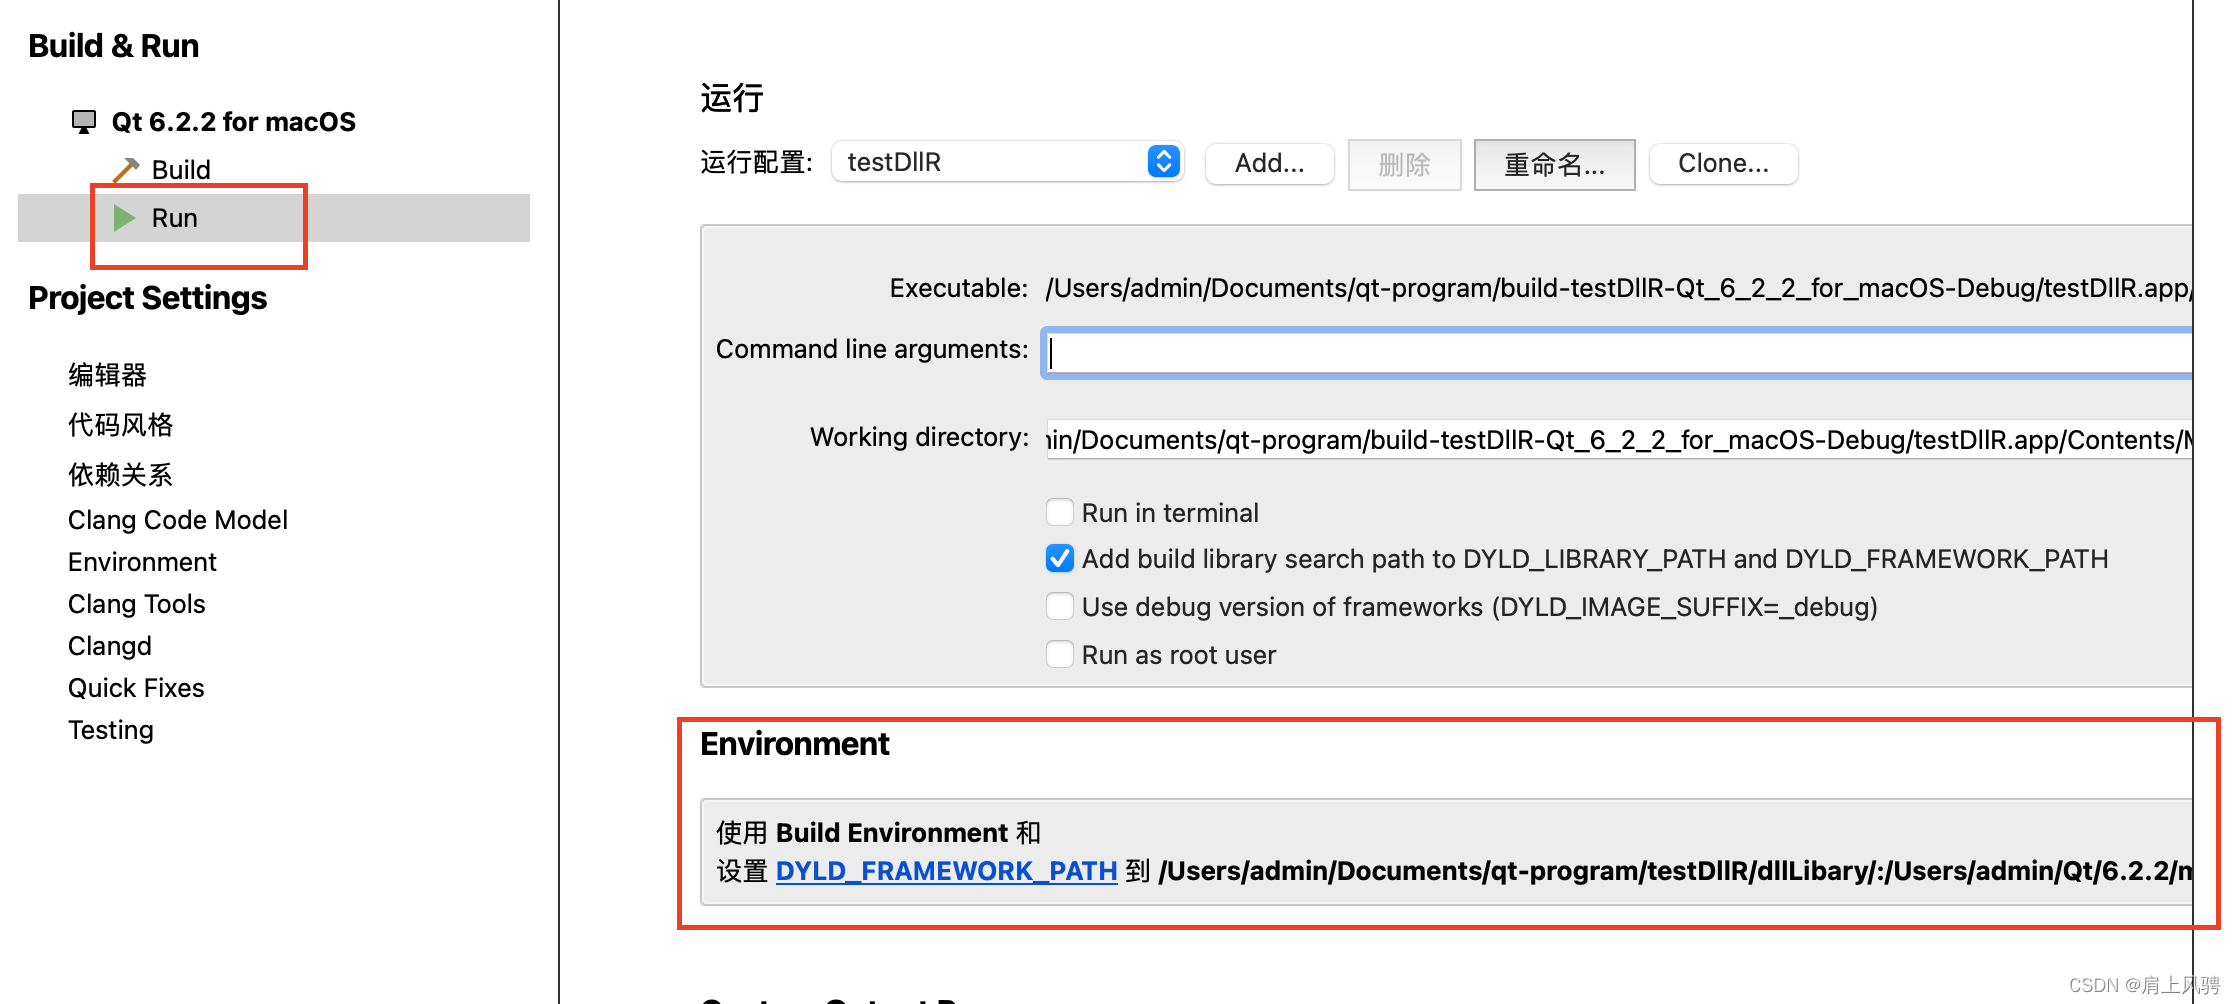 Build & Run
Qt 6.2.2 for macOS
Build
Run
Project Settings
编辑器
代码风格
依赖关系
Clang Code Model
Environment
Clang Tools
Clangd
Quick Fixes
Testing
运行
运行配置: testDllR Add... 删除 重命名... Clone...
Executable: /Users/admin/Documents/qt-program/build-testDllR-Qt_6_2_2_for_macOS-Debug/testDllR.app/
Command line arguments:
Working directory: in/Documents/qt-program/build-testDllR-Qt_6_2_2_for_macOS-Debug/testDllR.app/Contents/M
Run in terminal
Add build library search path to DYLD_LIBRARY_PATH and DYLD_FRAMEWORK_PATH
Use debug version of frameworks (DYLD_IMAGE_SUFFIX=_debug)
Run as root user
Environment
使用 Build Environment 和
设置 DYLD_FRAMEWORK_PATH 到 /Users/admin/Documents/qt-program/testDllR/dllLibary/:/Users/admin/Qt/6.2.2/m
CSDN @肩上风骋